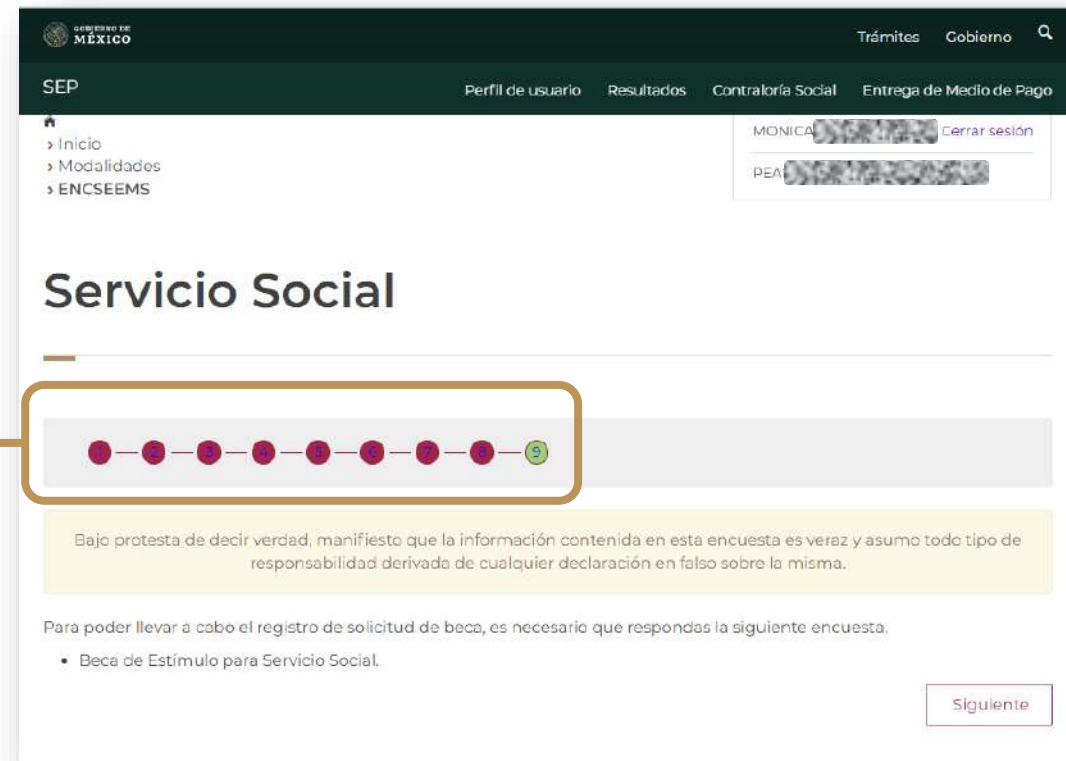 GOBIERNO DE
MÉXICO
Trámites Gobierno
SEP
Perfil de usuario Resultados Contraloría Social Entrega de Medio de Pago
› Inicio
› Modalidades
› ENCSEEMS
MONICA Cerrar sesión
PEA
Servicio Social
1 2 3 4 5 6 7 8 9
Bajo protesta de decir verdad, manifiesto que la información contenida en esta encuesta es veraz y asumo todo tipo de
responsabilidad derivada de cualquier declaración en falso sobre la misma.
Para poder llevar a cabo el registro de solicitud de beca, es necesario que respondas la siguiente encuesta.
• Beca de Estímulo para Servicio Social.
Siguiente